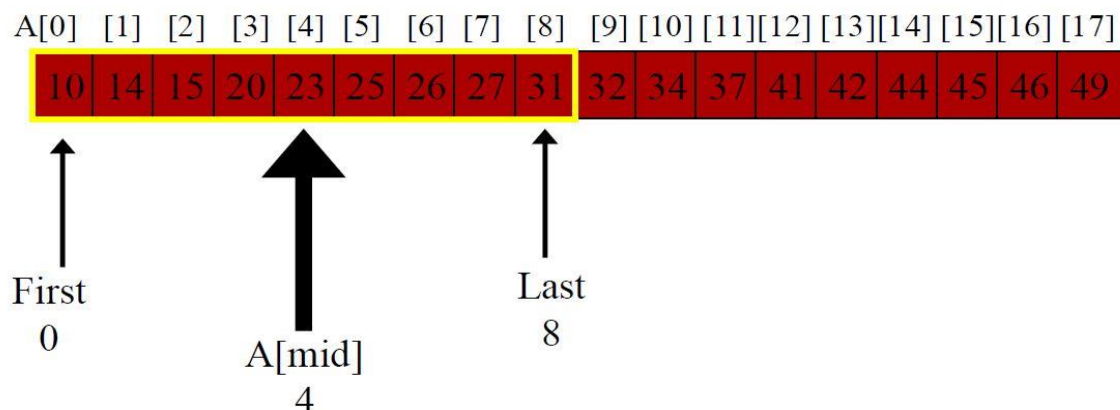 A[0] [1] [2] [3] [4] [5] [6] [7] [8] [9] [10] [11] [12] [13] [14] [15] [16] [17]
10 14 15 20 23 25 26 27 31 32 34 37 41 42 44 45 46 49
First
0
A[mid]
4
Last
8